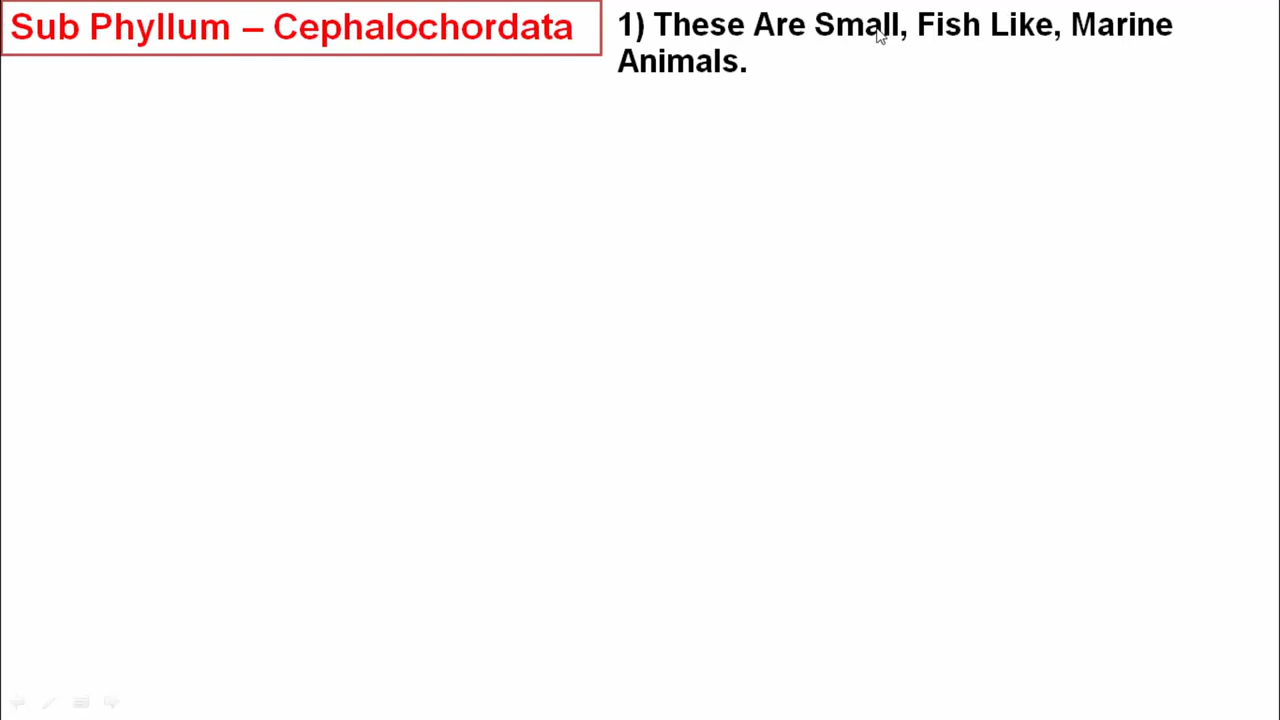 Sub Phyllum – Cephalochordata
1) These Are Small, Fish Like, Marine
Animals.